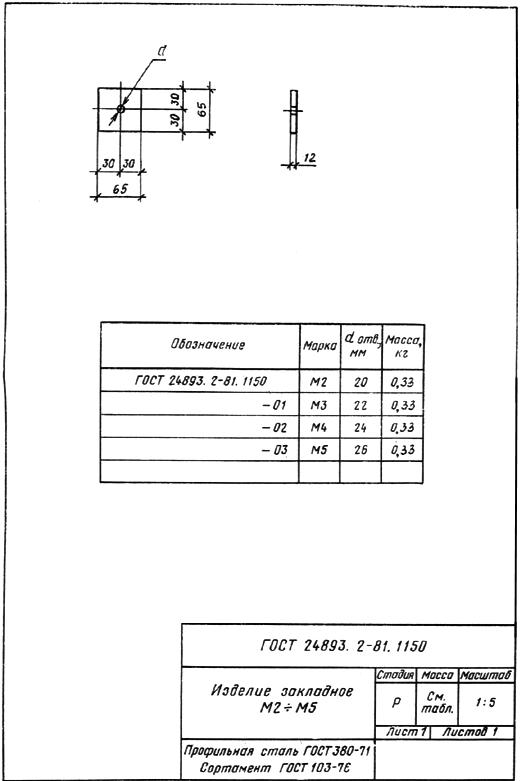 d
30
30
65
30 30
65
12
Обозначение Марка d отв, мм Масса, кг
ГОСТ 24893.2-81.1150 М2 20 0,33
-01 М3 22 0,33
-02 М4 24 0,33
-03 М5 26 0,33
ГОСТ 24893.2-81.1150
Изделие закладное
М2÷М5
Стадия Масса Масштаб
Р См. табл. 1:5
Лист 1 Листов 1
Профильная сталь ГОСТ 380-71
Сортамент ГОСТ 103-76